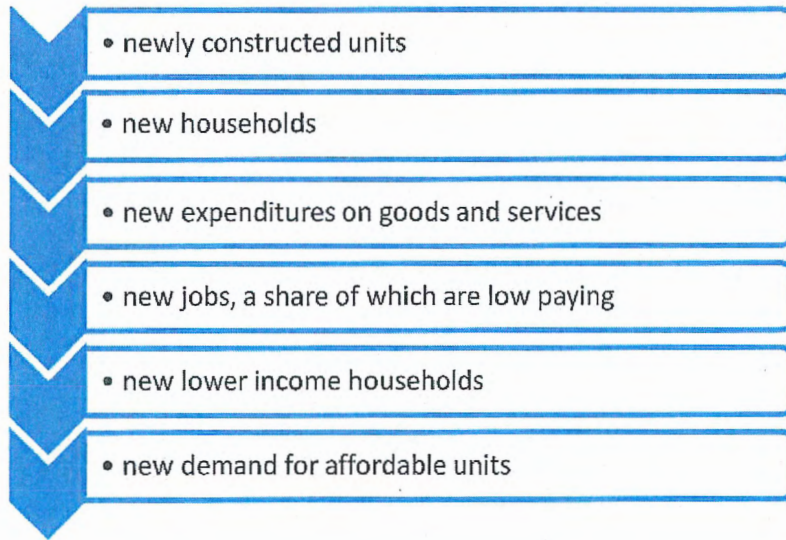 • newly constructed units
• new households
• new expenditures on goods and services
• new jobs, a share of which are low paying
• new lower income households
• new demand for affordable units